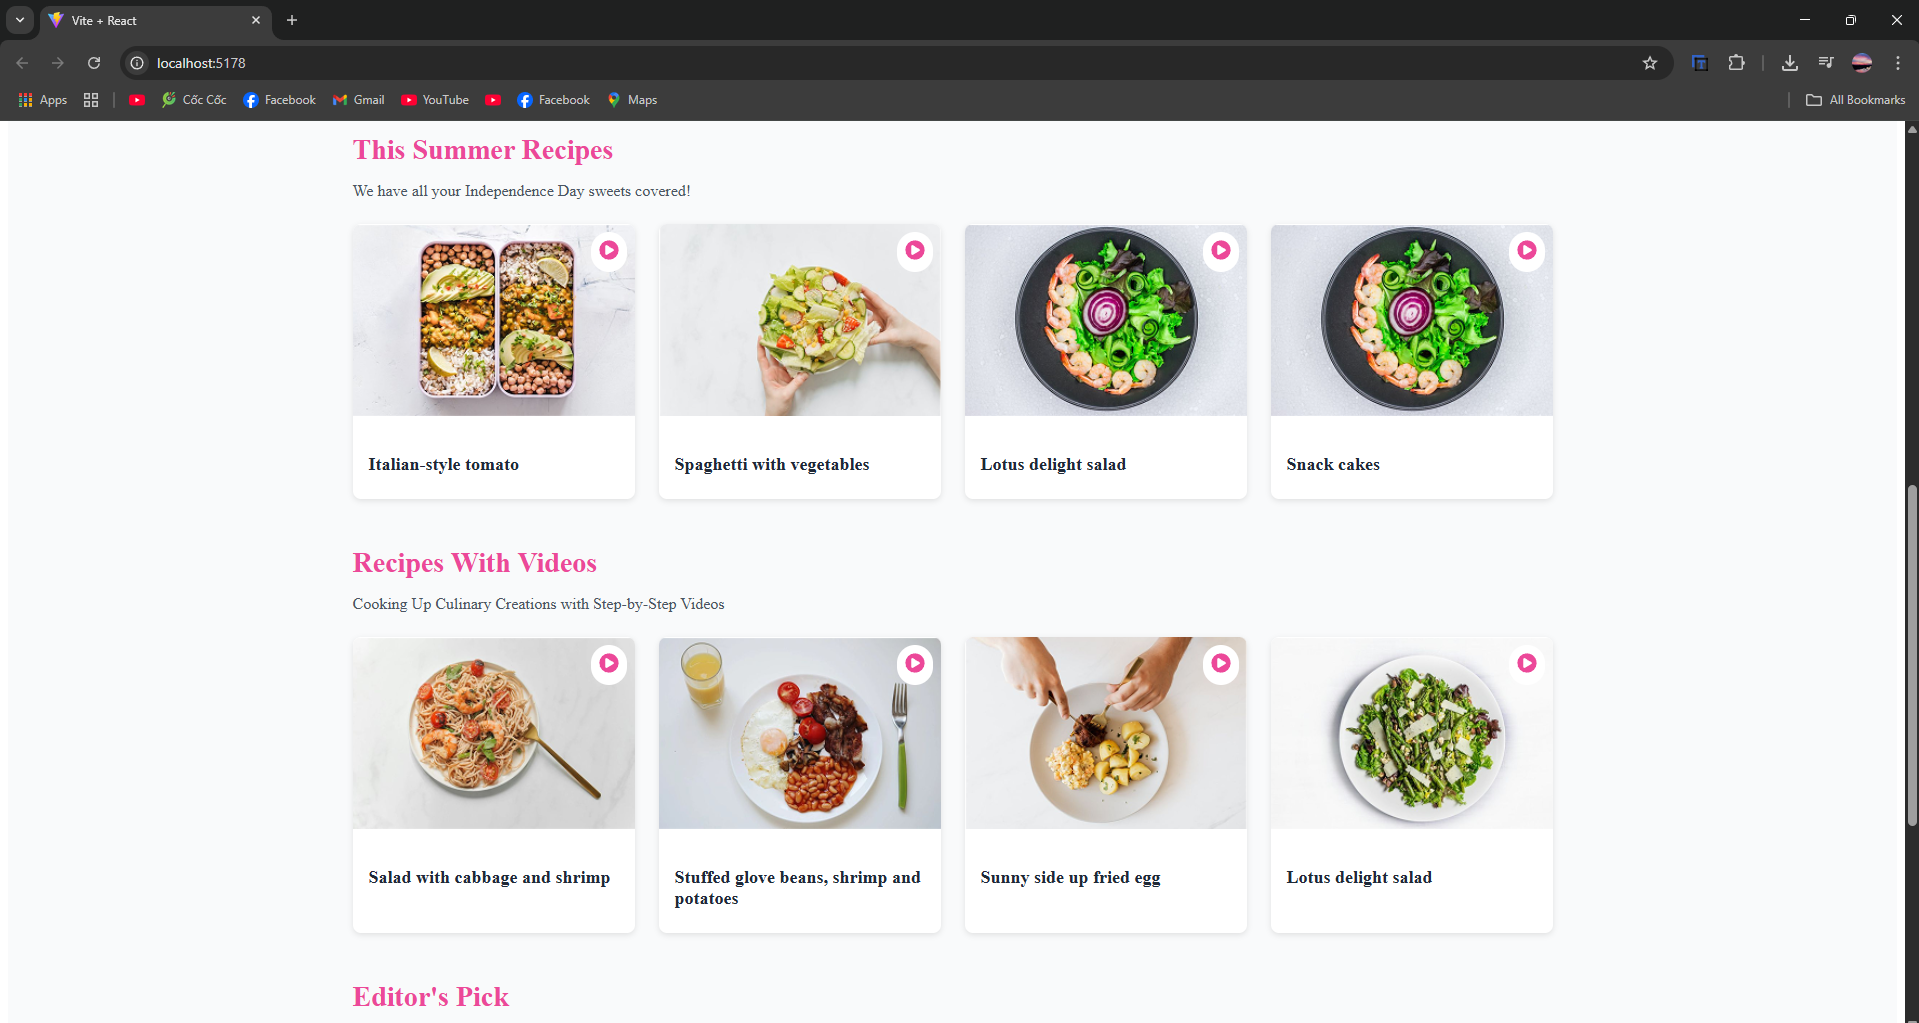 Vite + React
localhost:5178
Apps
Cốc Cốc
Facebook
Gmail
YouTube
Facebook
Maps
All Bookmarks
This Summer Recipes
We have all your Independence Day sweets covered!
Italian-style tomato
Spaghetti with vegetables
Lotus delight salad
Snack cakes
Recipes With Videos
Cooking Up Culinary Creations with Step-by-Step Videos
Salad with cabbage and shrimp
Stuffed glove beans, shrimp and
potatoes
Sunny side up fried egg
Lotus delight salad
Editor's Pick